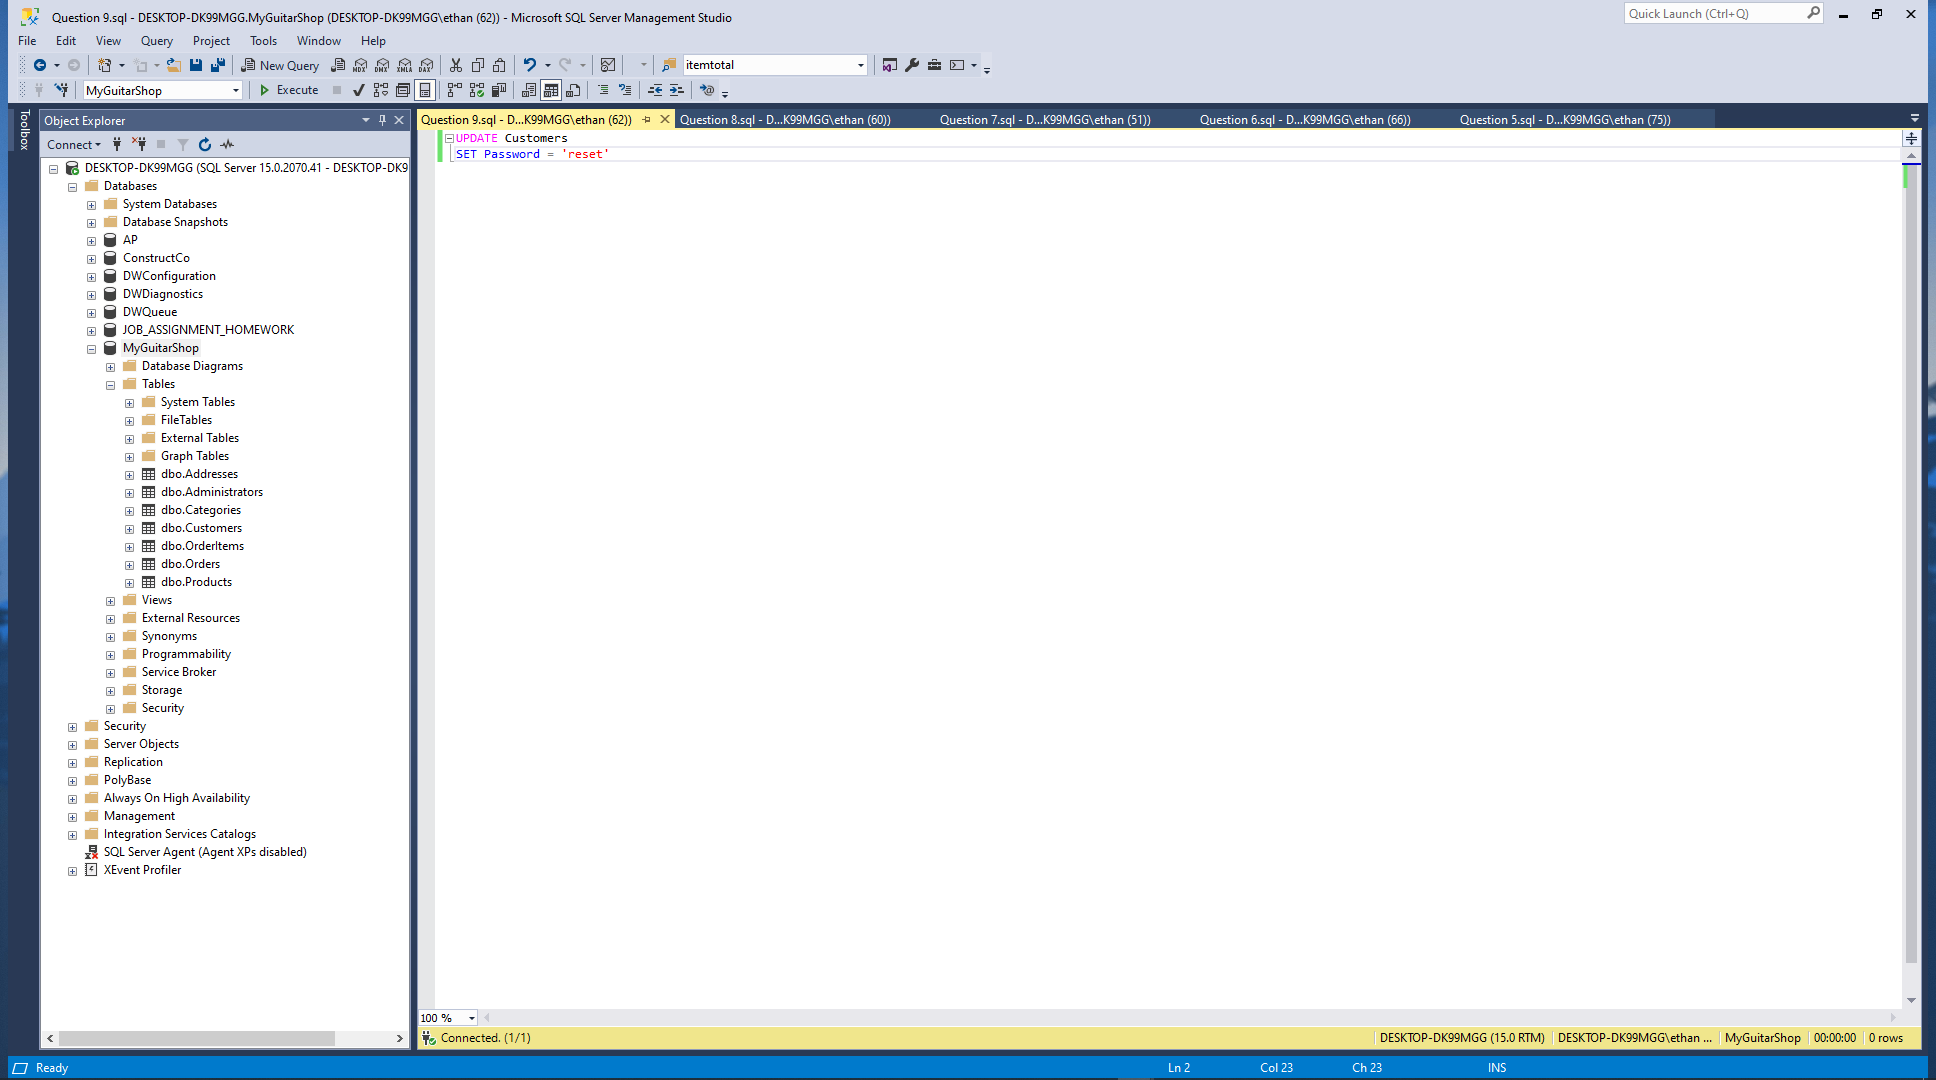 Question 9.sql - DESKTOP-DK99MGG.MyGuitarShop (DESKTOP-DK99MGG\ethan (62)) - Microsoft SQL Server Management Studio
Quick Launch (Ctrl+Q)
File Edit View Query Project Tools Window Help
New Query
MDX DMX XMLA DAX
itemtotal
MyGuitarShop
Execute
Toolbox
Object Explorer
Connect
DESKTOP-DK99MGG (SQL Server 15.0.2070.41 - DESKTOP-DK9
Databases
System Databases
Database Snapshots
AP
ConstructCo
DWConfiguration
DWDiagnostics
DWQueue
JOB_ASSIGNMENT_HOMEWORK
MyGuitarShop
Database Diagrams
Tables
System Tables
FileTables
External Tables
Graph Tables
dbo.Addresses
dbo.Administrators
dbo.Categories
dbo.Customers
dbo.OrderItems
dbo.Orders
dbo.Products
Views
External Resources
Synonyms
Programmability
Service Broker
Storage
Security
Security
Server Objects
Replication
PolyBase
Always On High Availability
Management
Integration Services Catalogs
SQL Server Agent (Agent XPs disabled)
XEvent Profiler
Question 9.sql - D...K99MGG\ethan (62)) Question 8.sql - D...K99MGG\ethan (60)) Question 7.sql - D...K99MGG\ethan (51)) Question 6.sql - D...K99MGG\ethan (66)) Question 5.sql - D...K99MGG\ethan (75))
UPDATE Customers
SET Password = 'reset'
100 %
Connected. (1/1)
DESKTOP-DK99MGG (15.0 RTM) DESKTOP-DK99MGG\ethan ... MyGuitarShop 00:00:00 0 rows
Ready
Ln 2 Col 23 Ch 23 INS